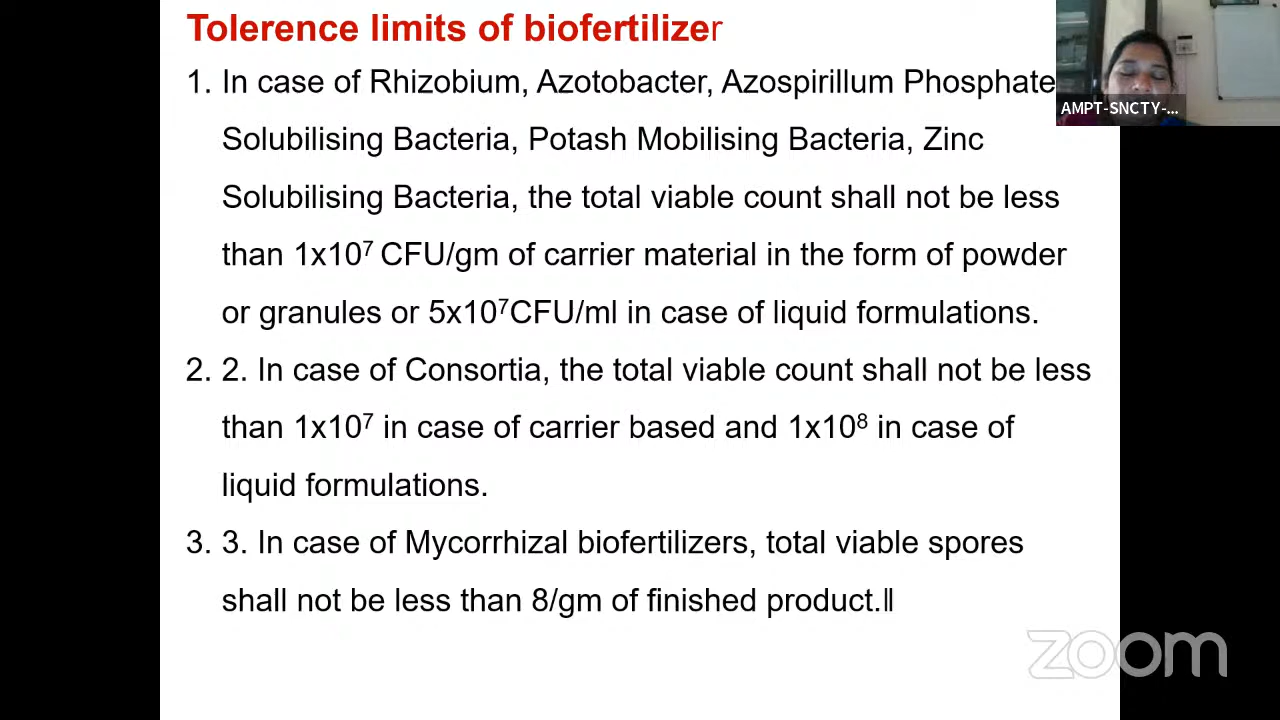 Tolerence limits of biofertilizer
1. In case of Rhizobium, Azotobacter, Azospirillum Phosphate
Solubilising Bacteria, Potash Mobilising Bacteria, Zinc
Solubilising Bacteria, the total viable count shall not be less
than 1x10⁷ CFU/gm of carrier material in the form of powder
or granules or 5x10⁷CFU/ml in case of liquid formulations.
2. 2. In case of Consortia, the total viable count shall not be less
than 1x10⁷ in case of carrier based and 1x10⁸ in case of
liquid formulations.
3. 3. In case of Mycorrhizal biofertilizers, total viable spores
shall not be less than 8/gm of finished product.‖
AMPT-SNCTY-...
zoom